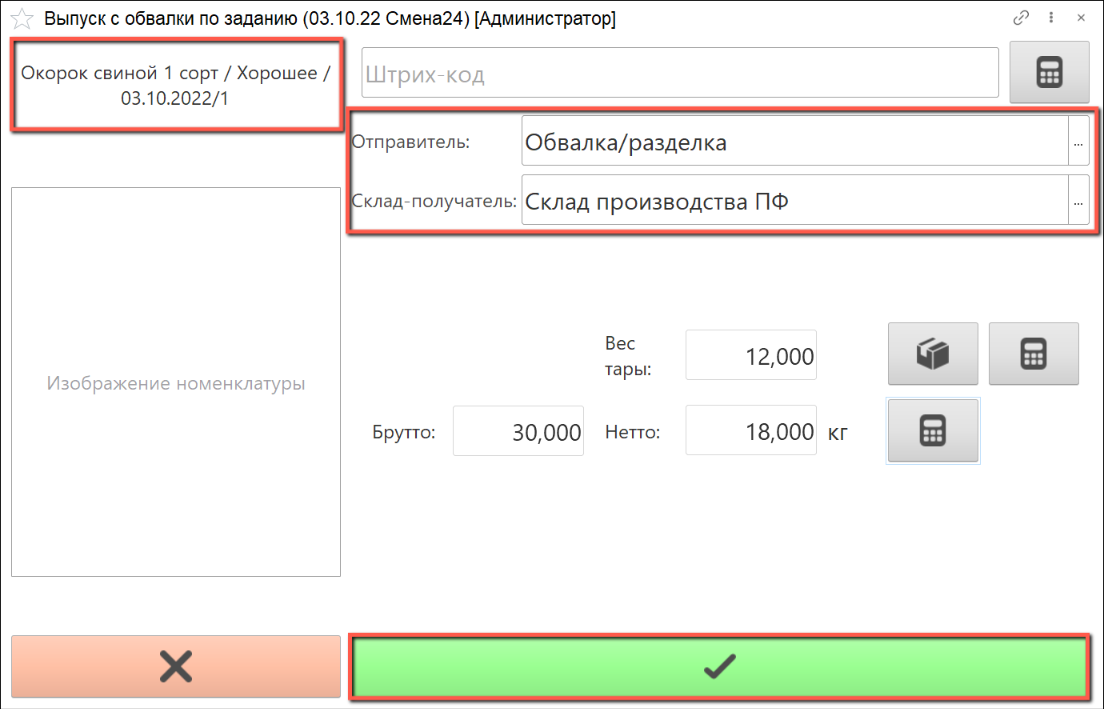 Выпуск с обвалки по заданию (03.10.22 Смена24) [Администратор]
Окорок свиной 1 сорт / Хорошее /
03.10.2022/1
Штрих-код
Отправитель:
Обвалка/разделка
...
Склад-получатель:
Склад производства ПФ
...
Изображение номенклатуры
Вес
тары:
12,000
Брутто:
30,000
Нетто:
18,000
кг